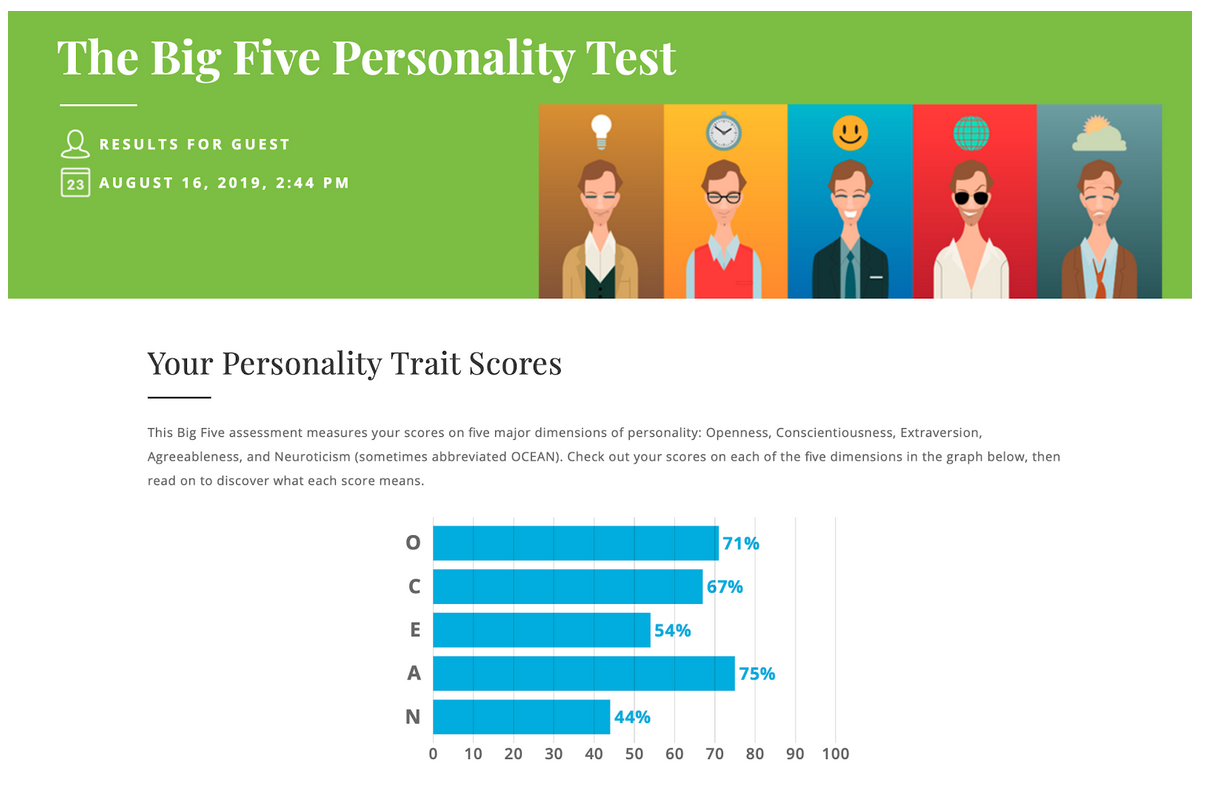 The Big Five Personality Test
RESULTS FOR GUEST
23
AUGUST 16, 2019, 2:44 PM
Your Personality Trait Scores
This Big Five assessment measures your scores on five major dimensions of personality: Openness, Conscientiousness, Extraversion,
Agreeableness, and Neuroticism (sometimes abbreviated OCEAN). Check out your scores on each of the five dimensions in the graph below, then
read on to discover what each score means.
O 71%
C 67%
E 54%
A 75%
N 44%
0 10 20 30 40 50 60 70 80 90 100